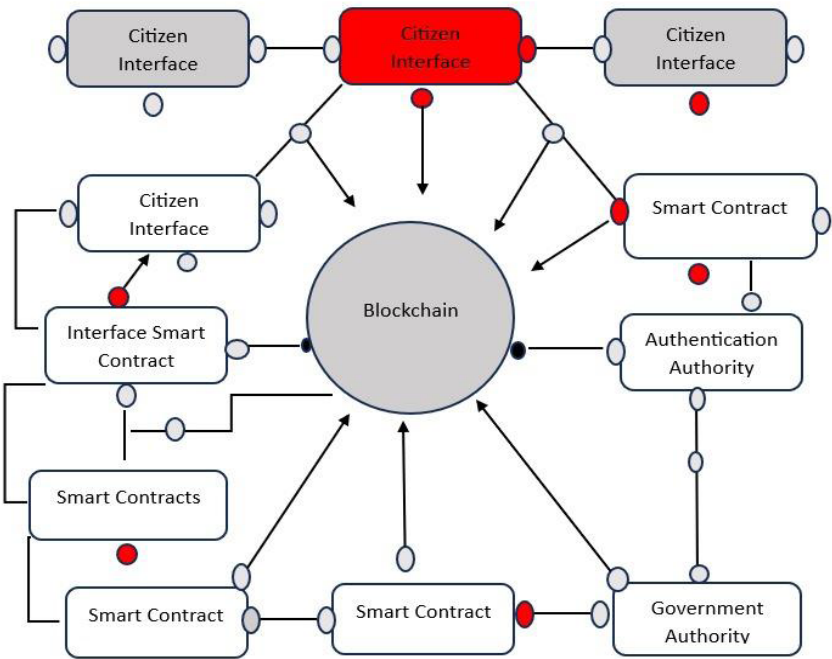 Citizen
Interface
Citizen
Interface
Citizen
Interface
Citizen
Interface
Smart Contract
Blockchain
Interface Smart
Contract
Authentication
Authority
Smart Contracts
Smart Contract
Smart Contract
Government
Authority